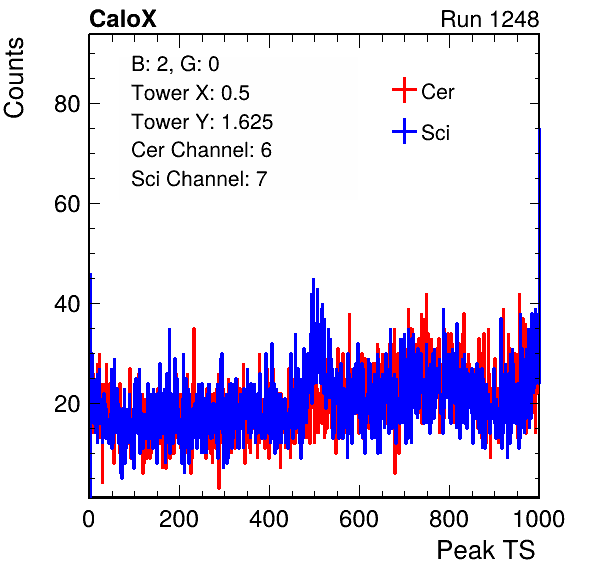 CaloX Run 1248
Counts
B: 2, G: 0
Tower X: 0.5
Tower Y: 1.625
Cer Channel: 6
Sci Channel: 7
Cer
Sci
80
60
40
20
0 200 400 600 800 1000
Peak TS